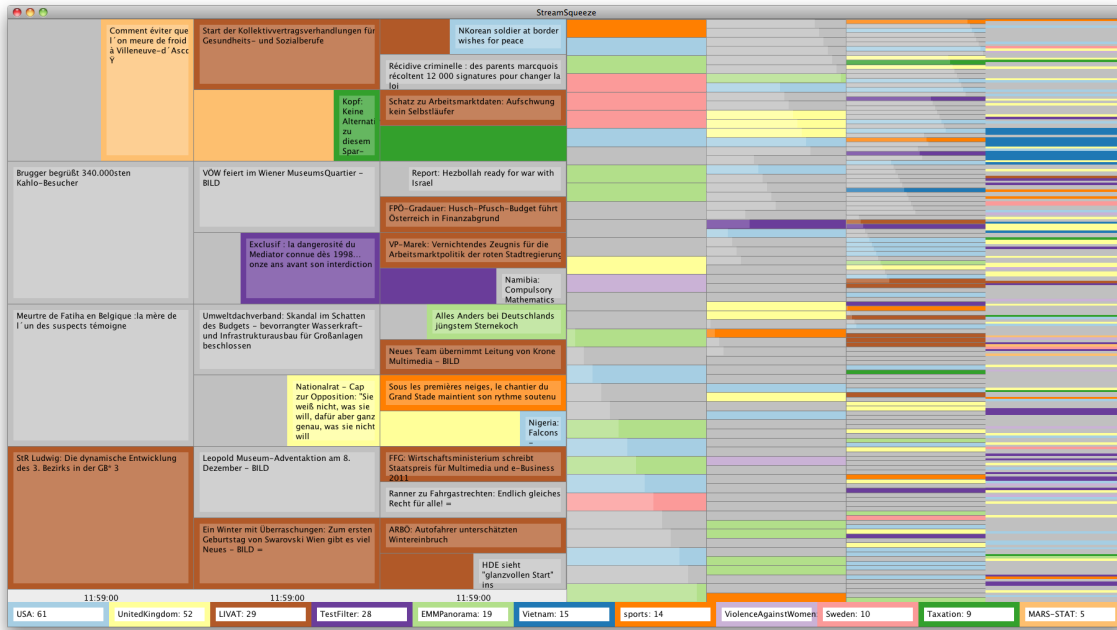 StreamSqueeze
Comment éviter que
l´on meure de froid
à Villeneuve-d´Ascq
Ÿ
Start der Kollektivvertragsverhandlungen für
Gesundheits- und Sozialberufe
NKorean soldier at border
wishes for peace
Récidive criminelle : des parents marcquois
récoltent 12 000 signatures pour changer la
loi
Kopf:
Keine
Alternati
zu
diesem
Spar-
Schatz zu Arbeitsmarktdaten: Aufschwung
kein Selbstläufer
Brugger begrüßt 340.000sten
Kahlo-Besucher
VÖW feiert im Wiener MuseumsQuartier -
BILD
Report: Hezbollah ready for war with
Israel
FPÖ-Gradauer: Husch-Pfusch-Budget führt
Österreich in Finanzabgrund
Exclusif : la dangerosité du
Mediator connue dès 1998...
onze ans avant son interdiction
VP-Marek: Vernichtendes Zeugnis für die
Arbeitsmarktpolitik der roten Stadtregierung
Namibia:
Compulsory
Mathematics
Meurtre de Fatiha en Belgique :la mère de
l´un des suspects témoigne
Umweltdachverband: Skandal im Schatten
des Budgets - bevorrangter Wasserkraft-
und Infrastrukturausbau für Großanlagen
beschlossen
Alles Anders bei Deutschlands
jüngstem Sternekoch
Neues Team übernimmt Leitung von Krone
Multimedia - BILD
Nationalrat - Cap
zur Opposition: "Sie
weiß nicht, was sie
will, dafür aber ganz
genau, was sie nicht
will
Sous les premières neiges, le chantier du
Grand Stade maintient son rythme soutenu
Nigeria:
Falcons
-
StR Ludwig: Die dynamische Entwicklung
des 3. Bezirks in der GB* 3
Leopold Museum-Adventaktion am 8.
Dezember - BILD
FFG: Wirtschaftsministerium schreibt
Staatspreis für Multimedia und e-Business
2011
Ranner zu Fahrgastrechten: Endlich gleiches
Recht für alle! =
Ein Winter mit Überraschungen: Zum ersten
Geburtstag von Swarovski Wien gibt es viel
Neues - BILD =
ARBÖ: Autofahrer unterschätzten
Wintereinbruch
HDE sieht
"glanzvollen Start"
ins
11:59:00 11:59:00 11:59:00
USA: 61 UnitedKingdom: 52 LIVAT: 29 TestFilter: 28 EMMPanorama: 19 Vietnam: 15 sports: 14 ViolenceAgainstWomen: Sweden: 10 Taxation: 9 MARS-STAT: 5